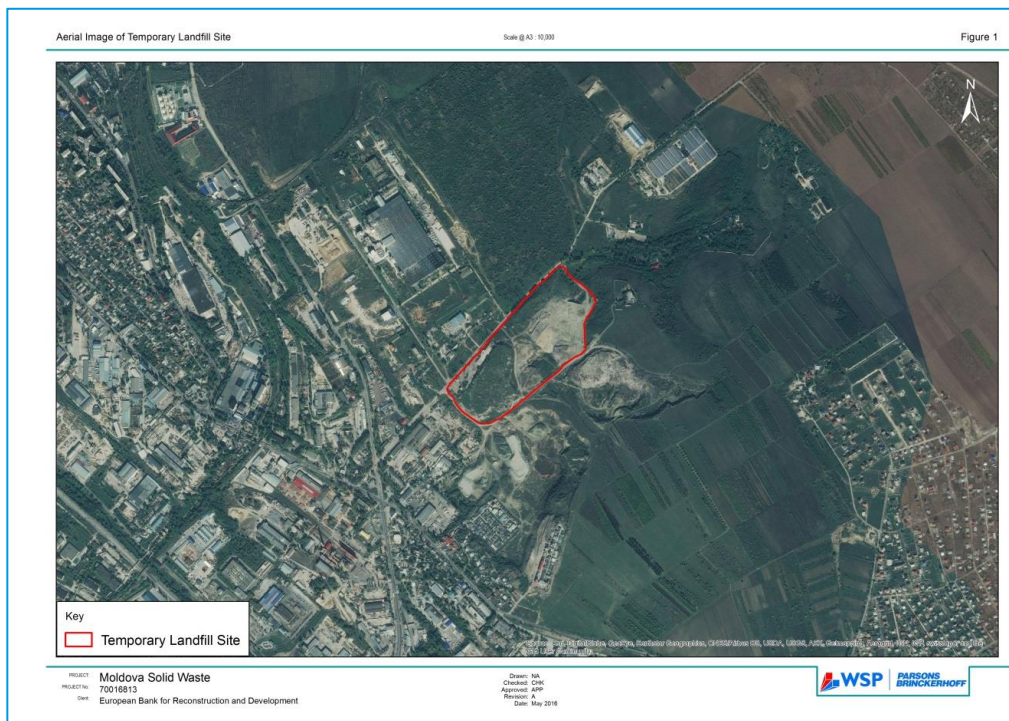 Aerial Image of Temporary Landfill Site
Scale @ A3 : 10,000
Figure 1
N
Key
Temporary Landfill Site
PROJECT: Moldova Solid Waste
PROJECT No. 70016813
Client European Bank for Reconstruction and Development
Drawn: NA
Checked: CHK
Approved: APP
Revision: A
Date: May 2016
WSP
PARSONS
BRINCKERHOFF